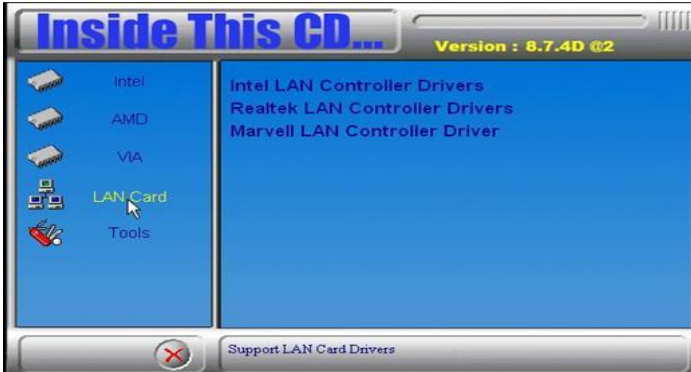 Inside This CD...
Version : 8.7.4D @2
Intel
AMD
VIA
LAN Card
Tools
Intel LAN Controller Drivers
Realtek LAN Controller Drivers
Marvell LAN Controller Driver
Support LAN Card Drivers